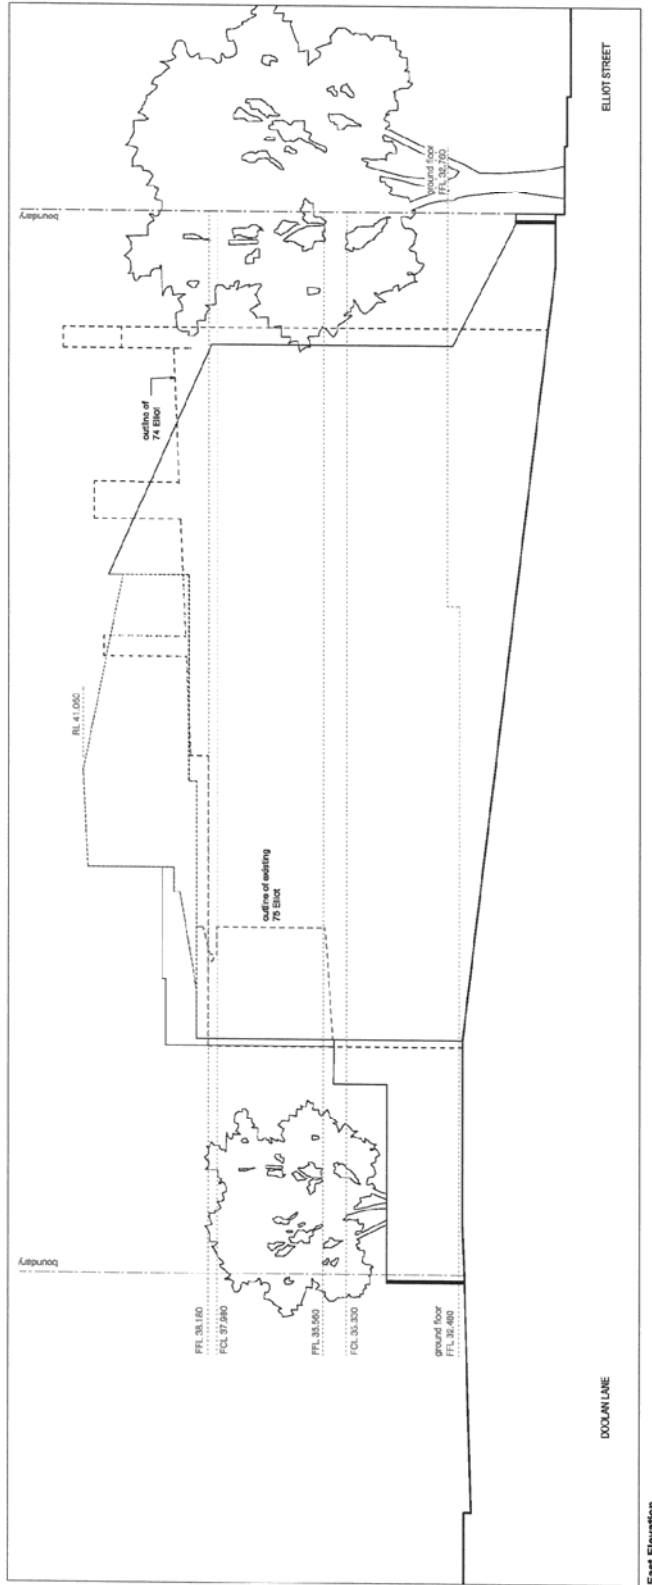 boundary
boundary
RL 41.050
outline of
74 Elliot
outline of existing
75 Elliot
FFL 38.180
FCL 37.980
FFL 35.560
FCL 35.330
ground floor
FFL 32.480
ground floor
FFL 32.760
DOOLAN LANE
ELLIOT STREET
East Elevation